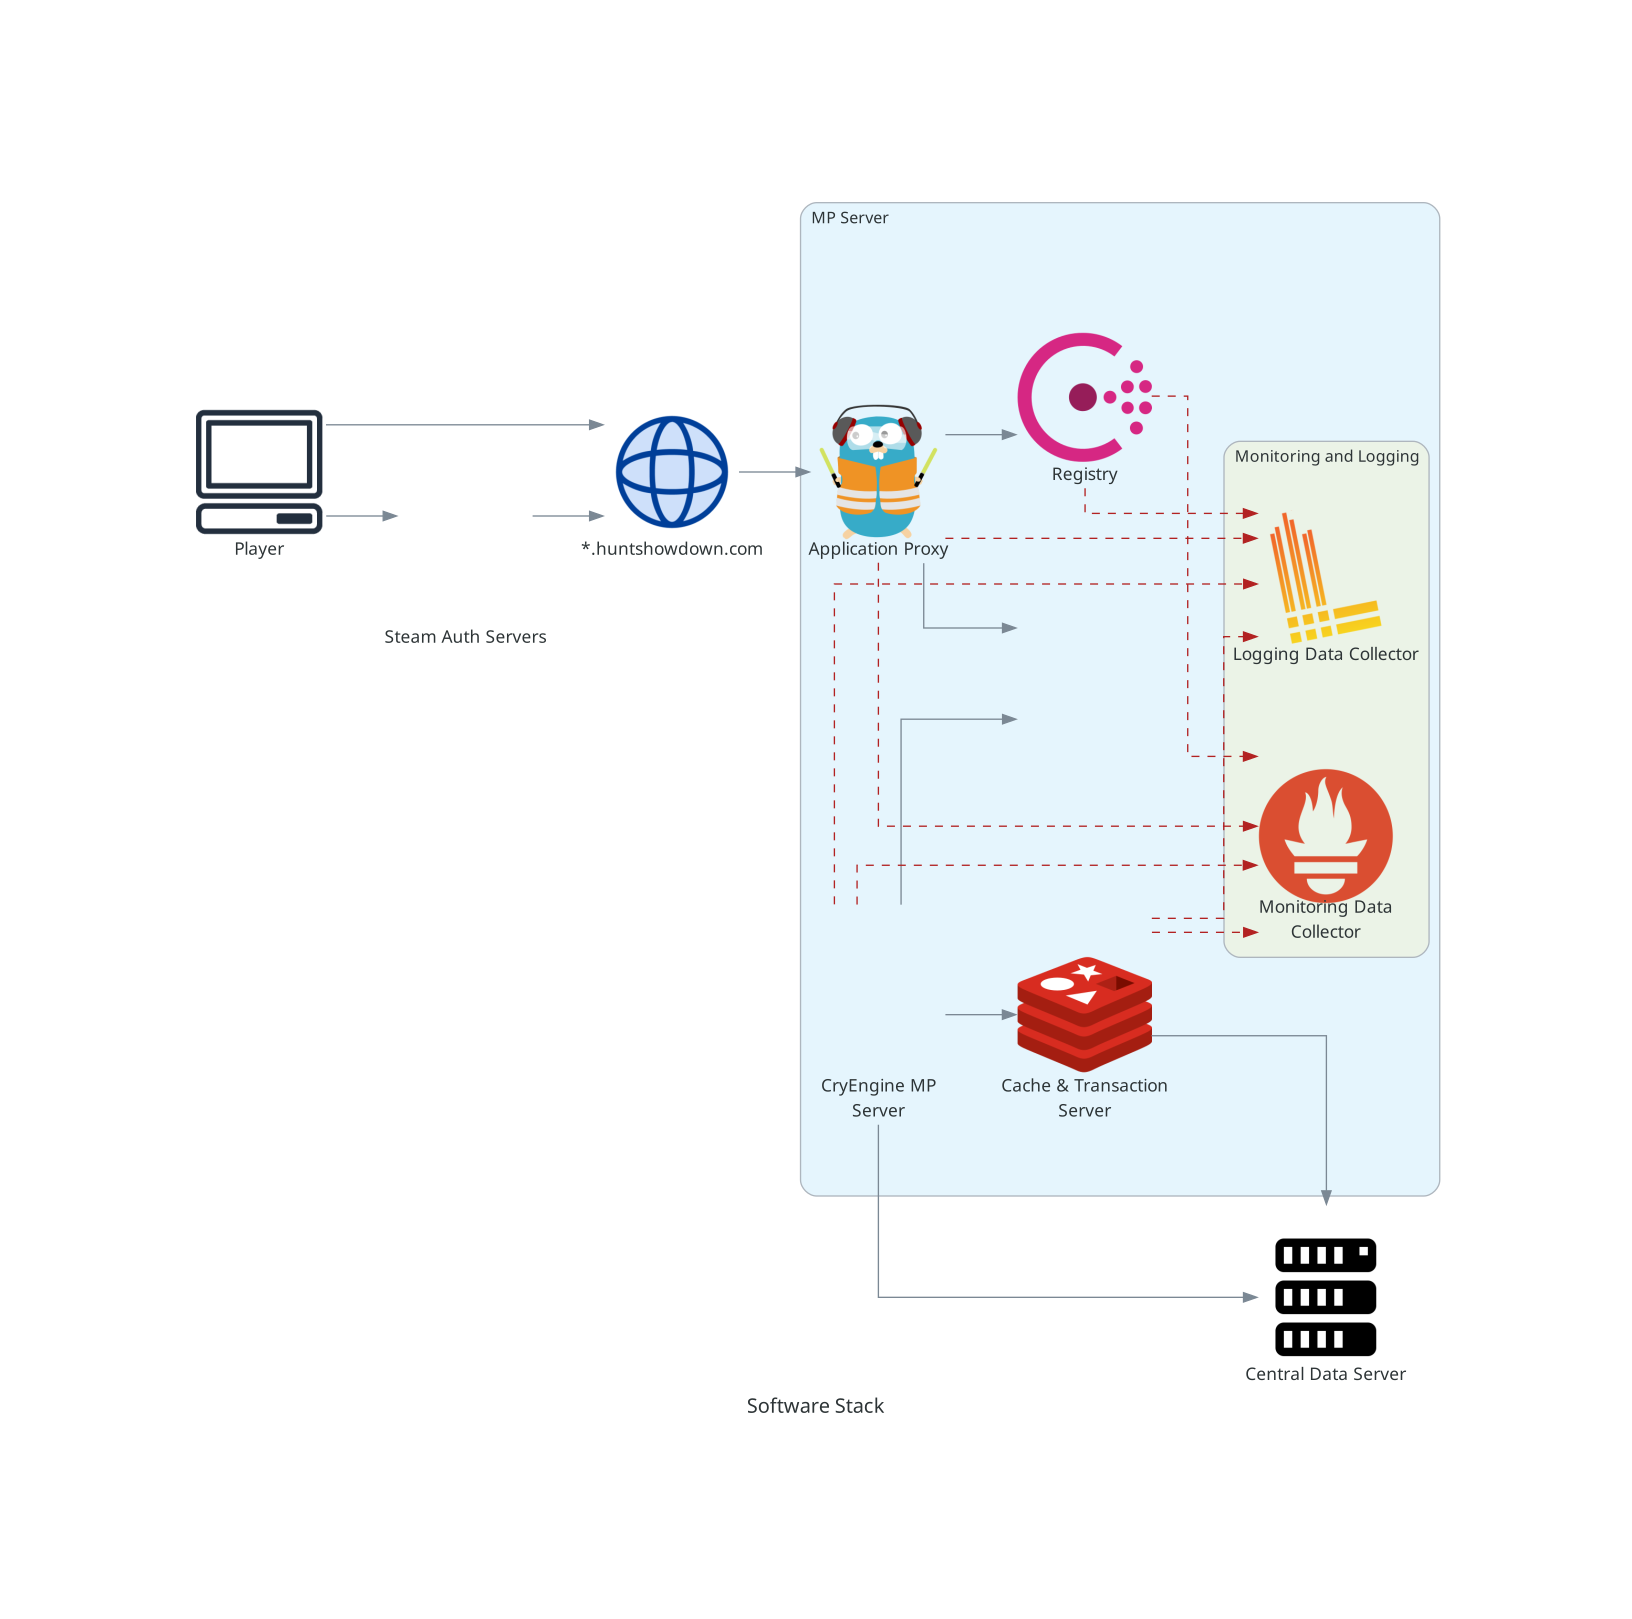 MP Server
Registry
Monitoring and Logging
Player
*.huntshowdown.com
Application Proxy
Steam Auth Servers
Logging Data Collector
Monitoring Data
Collector
CryEngine MP
Server
Cache & Transaction
Server
Central Data Server
Software Stack